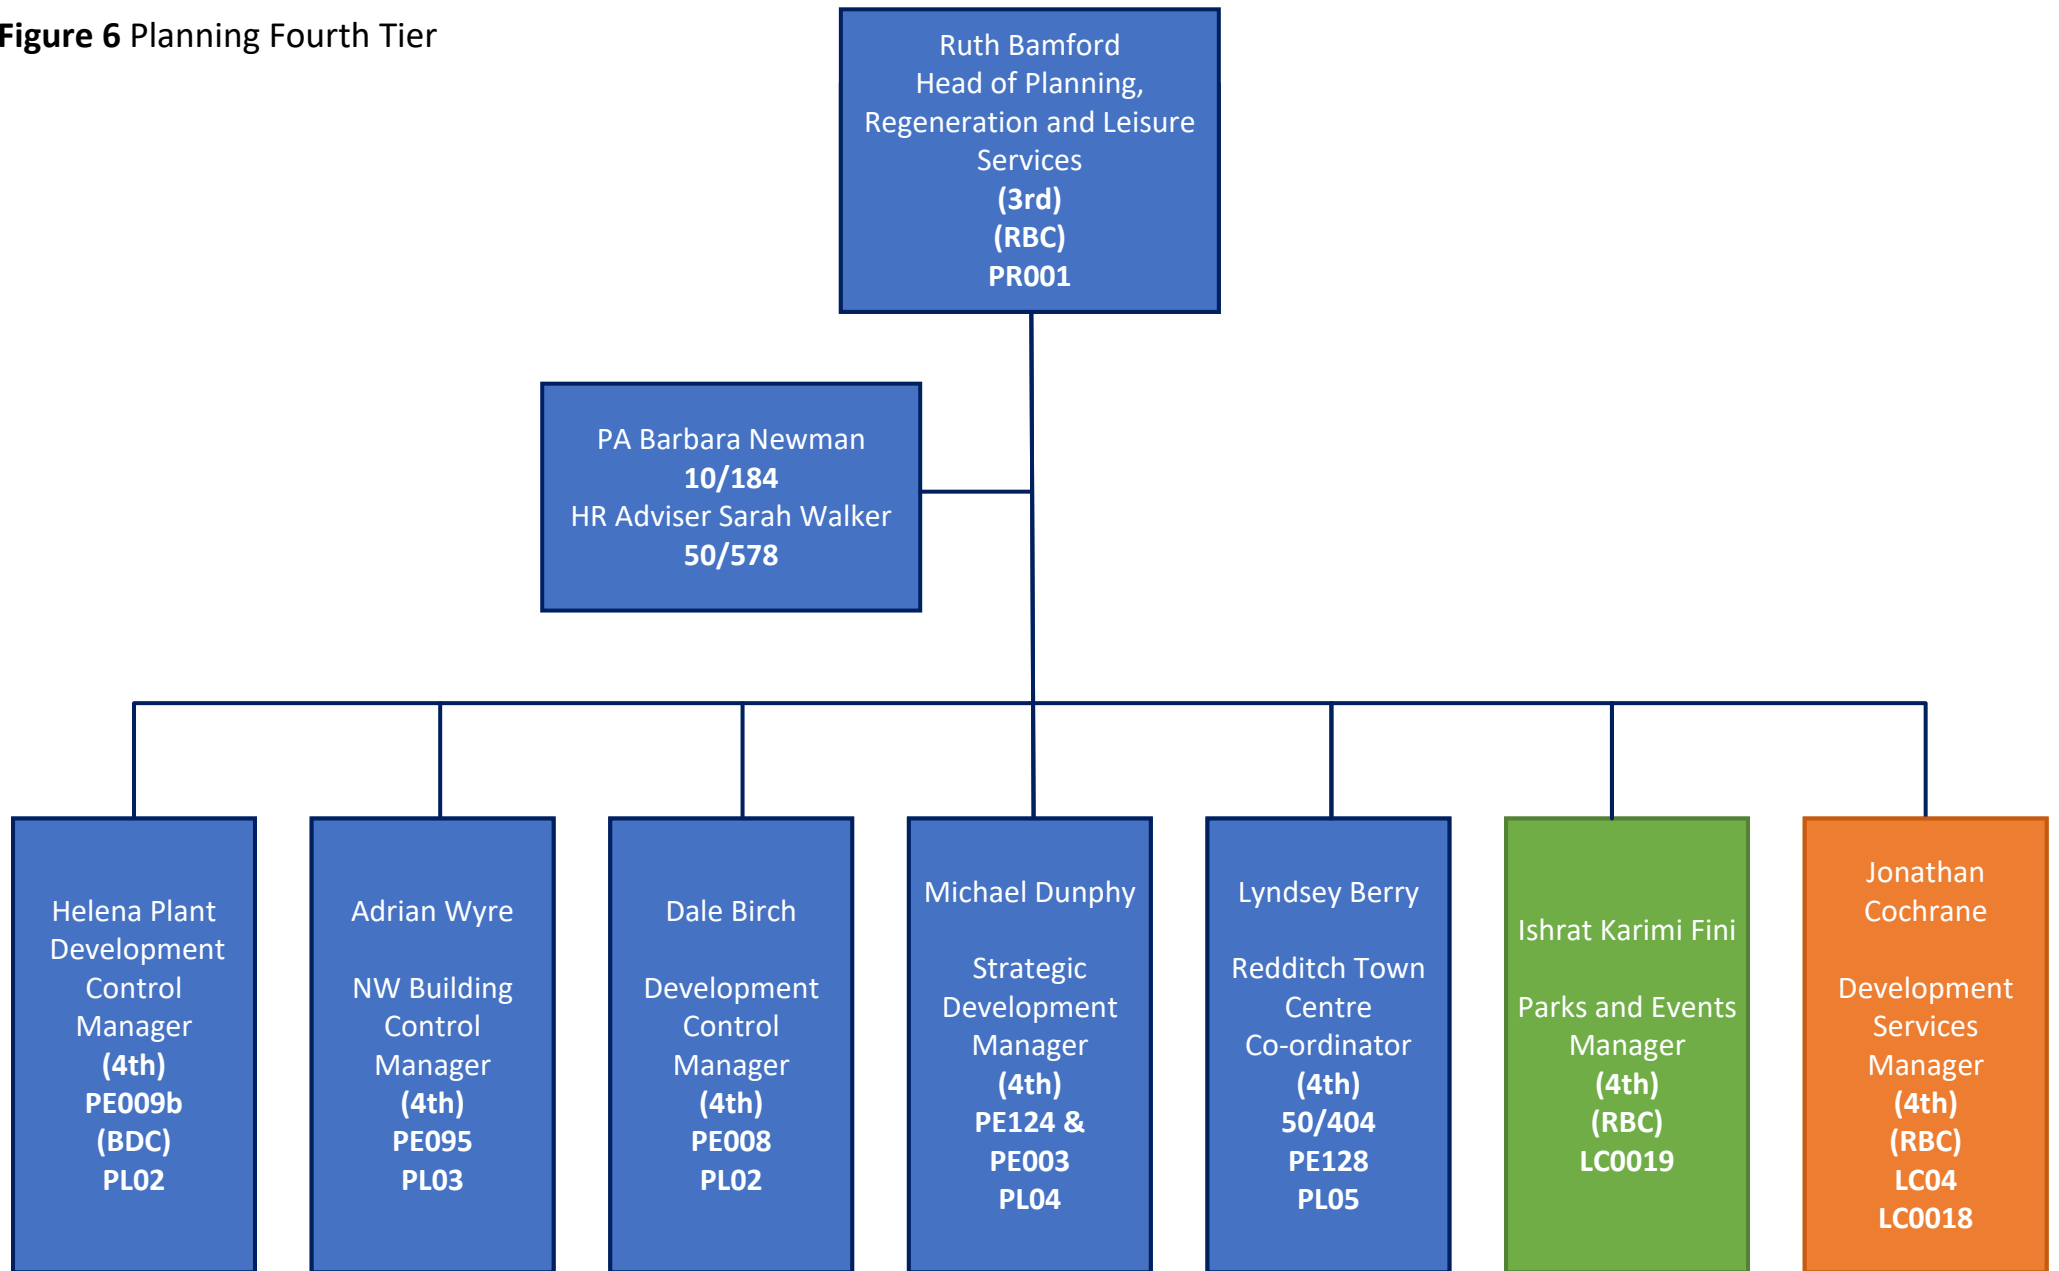 Figure 6 Planning Fourth Tier
Ruth Bamford
Head of Planning,
Regeneration and Leisure
Services
(3rd)
(RBC)
PR001
PA Barbara Newman
10/184
HR Adviser Sarah Walker
50/578
Helena Plant
Development
Control
Manager
(4th)
PE009b
(BDC)
PL02
Adrian Wyre
NW Building
Control
Manager
(4th)
PE095
PL03
Dale Birch
Development
Control
Manager
(4th)
PE008
PL02
Michael Dunphy
Strategic
Development
Manager
(4th)
PE124 &
PE003
PL04
Lyndsey Berry
Redditch Town
Centre
Co-ordinator
(4th)
50/404
PE128
PL05
Ishrat Karimi Fini
Parks and Events
Manager
(4th)
(RBC)
LC0019
Jonathan
Cochrane
Development
Services
Manager
(4th)
(RBC)
LC04
LC0018